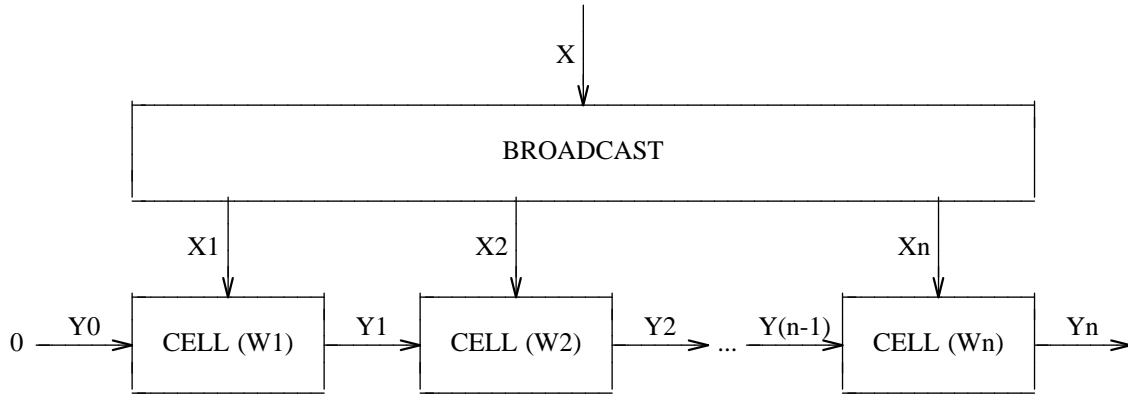 X
BROADCAST
X1 X2 Xn
0 Y0 CELL (W1) Y1 CELL (W2) Y2 ... Y(n-1) CELL (Wn) Yn